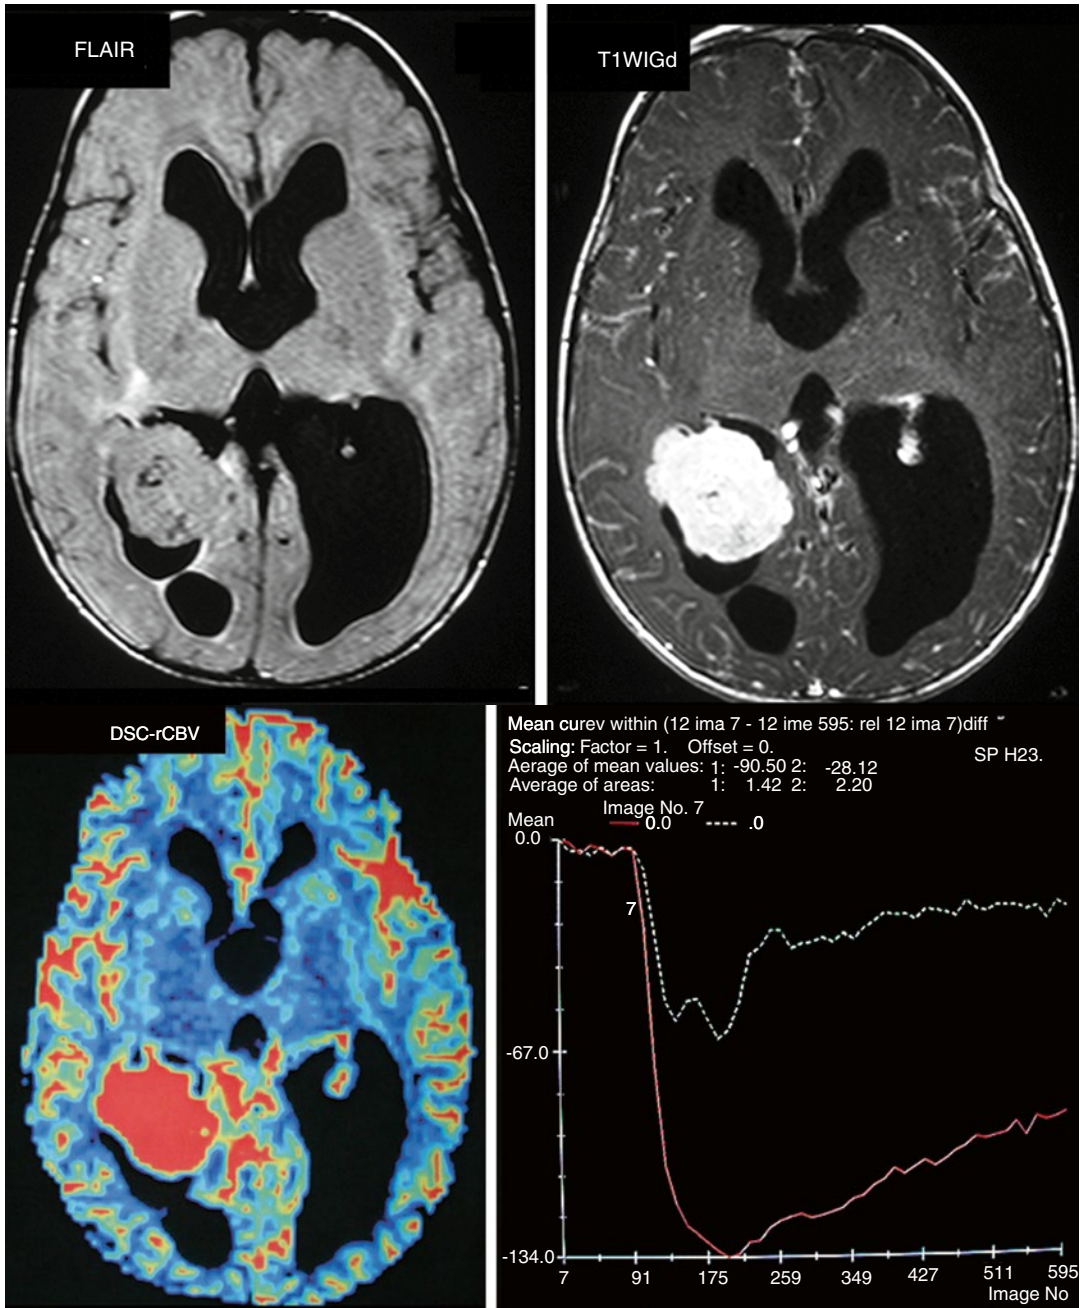 FLAIR
T1WIGd
DSC-rCBV
Mean curev within (12 ima 7 - 12 ime 595: rel 12 ima 7)diff
Scaling: Factor = 1. Offset = 0.
SP H23.
Aerage of mean values: 1: -90.50 2: -28.12
Average of areas: 1: 1.42 2: 2.20
Image No. 7
Mean
0.0 .0
0.0
7
-67.0
-134.0
7 91 175 259 349 427 511 595
Image No